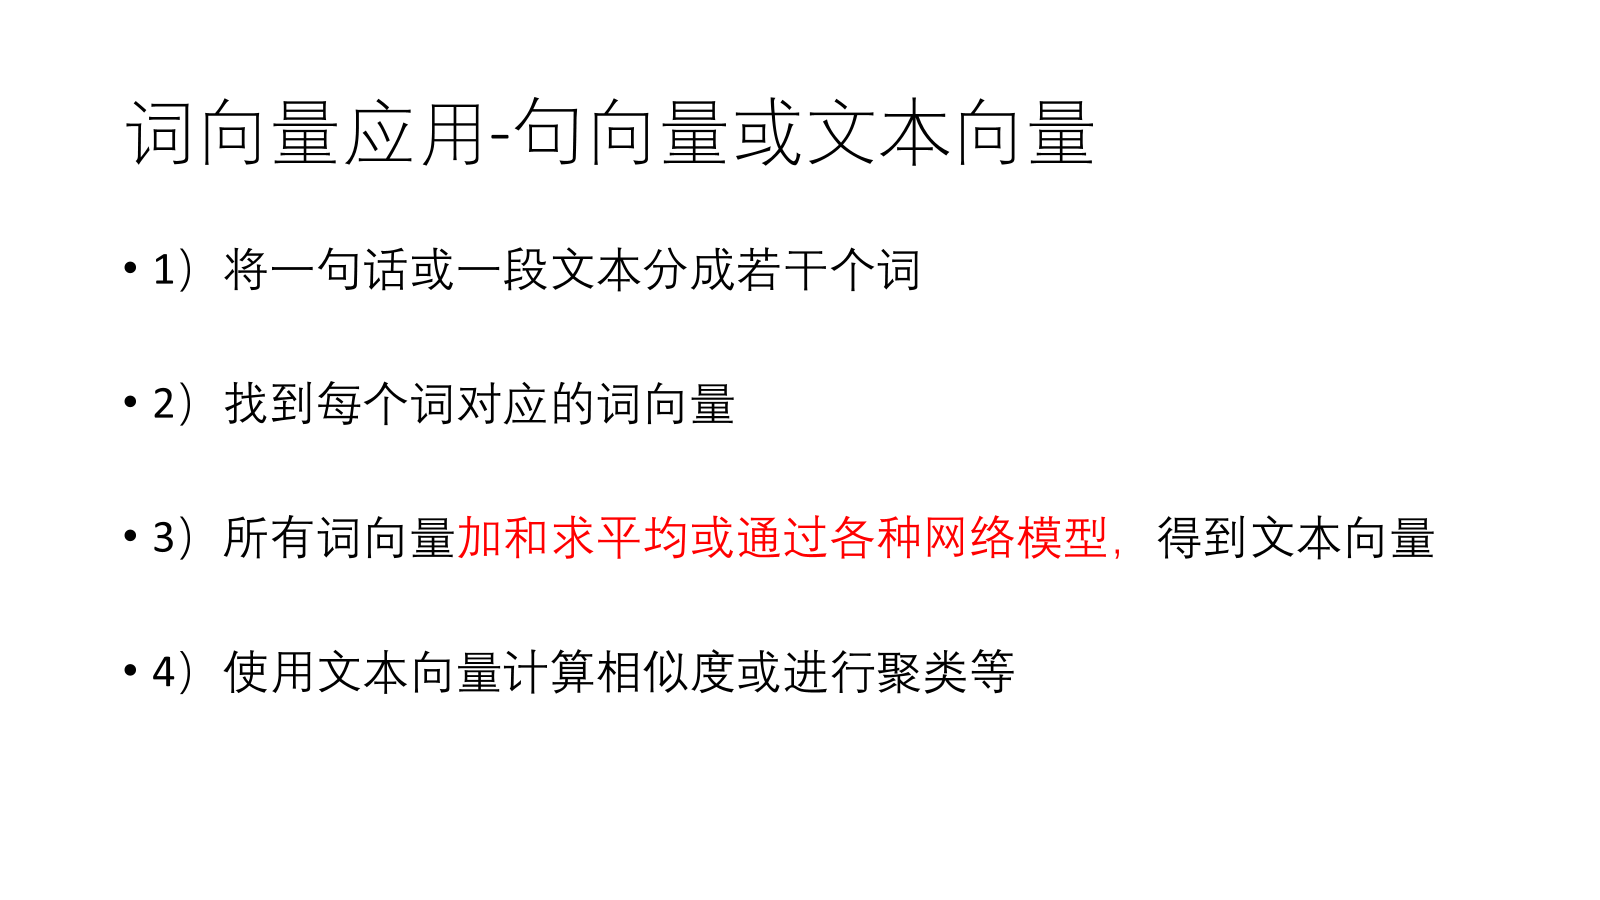 词向量应用-句向量或文本向量
• 1）将一句话或一段文本分成若干个词
• 2）找到每个词对应的词向量
• 3）所有词向量加和求平均或通过各种网络模型，得到文本向量
• 4）使用文本向量计算相似度或进行聚类等